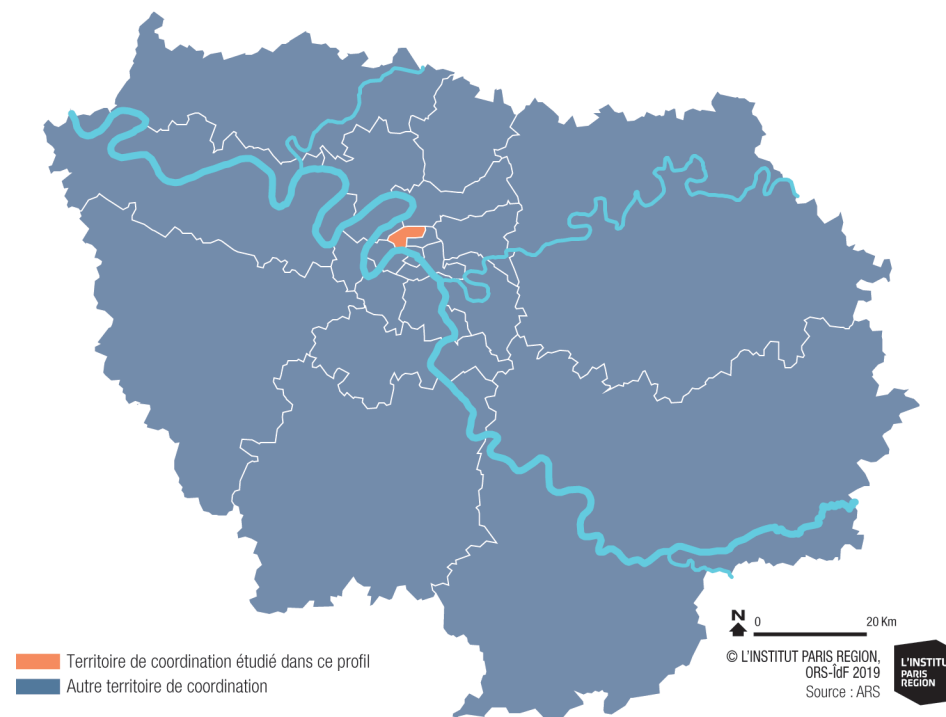 Territoire de coordination étudié dans ce profil
Autre territoire de coordination
N
0 20 Km
© L'INSTITUT PARIS REGION,
ORS-ÎdF 2019
Source : ARS
L'INSTITUT
PARIS
REGION